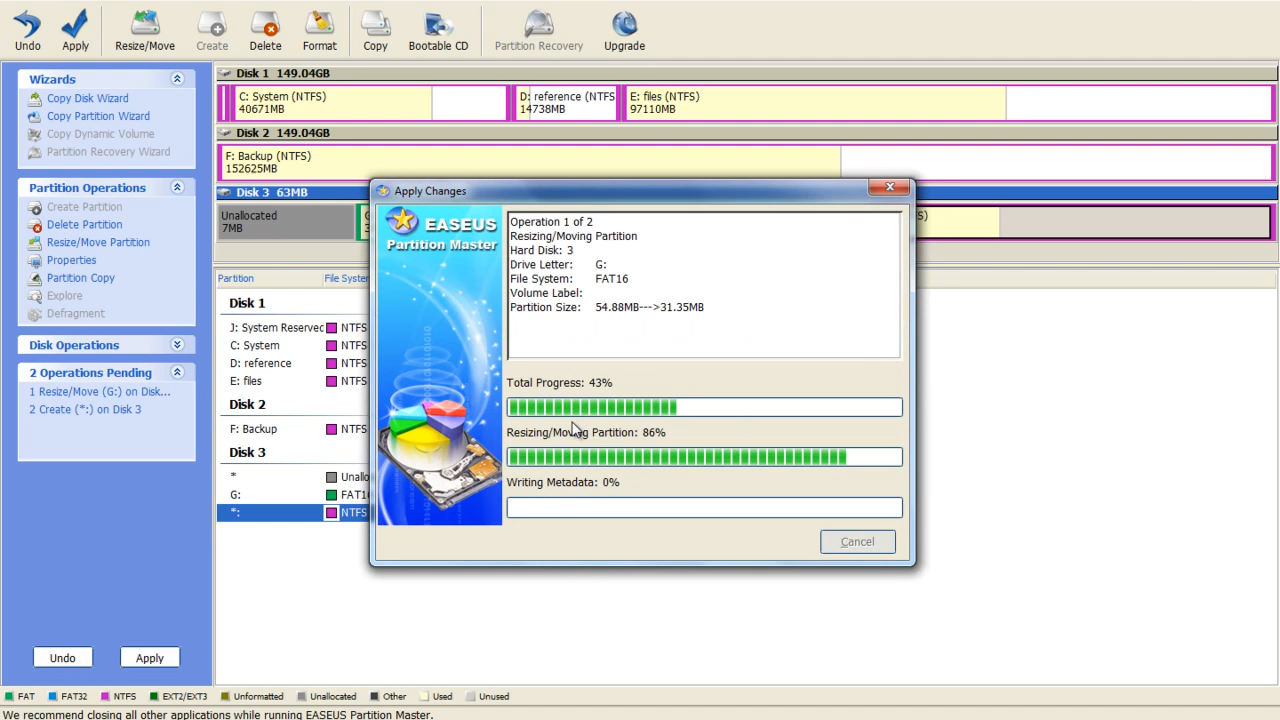 Undo
Apply
Resize/Move
Create
Delete
Format
Copy
Bootable CD
Partition Recovery
Upgrade
Wizards
Copy Disk Wizard
Copy Partition Wizard
Copy Dynamic Volume
Partition Recovery Wizard
Partition Operations
Create Partition
Delete Partition
Resize/Move Partition
Properties
Partition Copy
Explore
Defragment
Disk Operations
2 Operations Pending
1 Resize/Move (G:) on Disk...
2 Create (*:) on Disk 3
Undo
Apply
Disk 1 149.04GB
C: System (NTFS)
40671MB
D: reference (NTFS
14738MB
E: files (NTFS)
97110MB
Disk 2 149.04GB
F: Backup (NTFS)
152625MB
Disk 3 63MB
Unallocated
7MB
Partition
File Syste
Disk 1
J: System Reserved
NTFS
C: System
NTFS
D: reference
NTFS
E: files
NTFS
Disk 2
F: Backup
NTFS
Disk 3
*
Unallo
G:
FAT16
*:
NTFS
Apply Changes
EASEUS
Partition Master
Operation 1 of 2
Resizing/Moving Partition
Hard Disk: 3
Drive Letter: G:
File System: FAT16
Volume Label:
Partition Size: 54.88MB--->31.35MB
Total Progress: 43%
Resizing/Moving Partition: 86%
Writing Metadata: 0%
Cancel
FAT
FAT32
NTFS
EXT2/EXT3
Unformatted
Unallocated
Other
Used
Unused
We recommend closing all other applications while running EASEUS Partition Master.